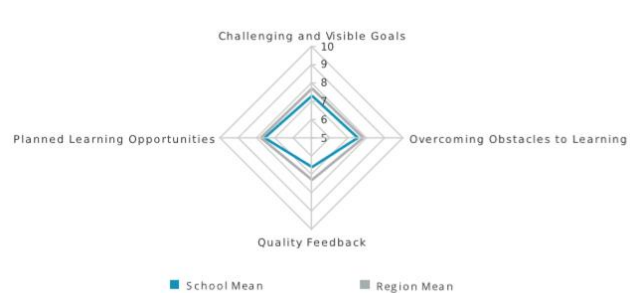 Challenging and Visible Goals
10
9
8
7
6
5
Planned Learning Opportunities
Overcoming Obstacles to Learning
Quality Feedback
School Mean
Region Mean